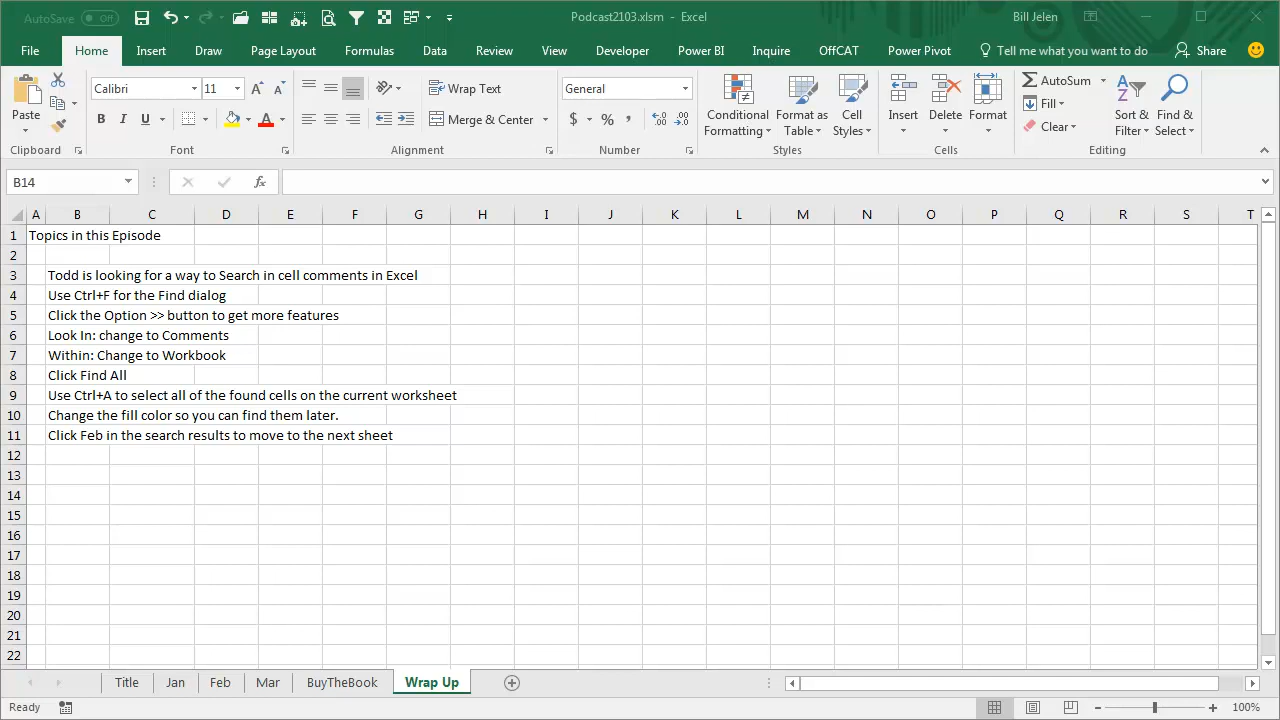 AutoSave Off Podcast2103.xlsm - Excel Bill Jelen
File Home Insert Draw Page Layout Formulas Data Review View Developer Power BI Inquire OffCAT Power Pivot Tell me what you want to do Share
Calibri 11 Wrap Text General AutoSum
Paste B I U Merge & Center $ % , Conditional Formatting Format as Table Cell Styles Insert Delete Format Fill Clear Sort & Filter Find & Select
Clipboard Font Alignment Number Styles Cells Editing
B14 fx
A B C D E F G H I J K L M N O P Q R S T
1 Topics in this Episode
2
3 Todd is looking for a way to Search in cell comments in Excel
4 Use Ctrl+F for the Find dialog
5 Click the Option >> button to get more features
6 Look In: change to Comments
7 Within: Change to Workbook
8 Click Find All
9 Use Ctrl+A to select all of the found cells on the current worksheet
10 Change the fill color so you can find them later.
11 Click Feb in the search results to move to the next sheet
12
13
14
15
16
17
18
19
20
21
22
Title Jan Feb Mar BuyTheBook Wrap Up
Ready 100%